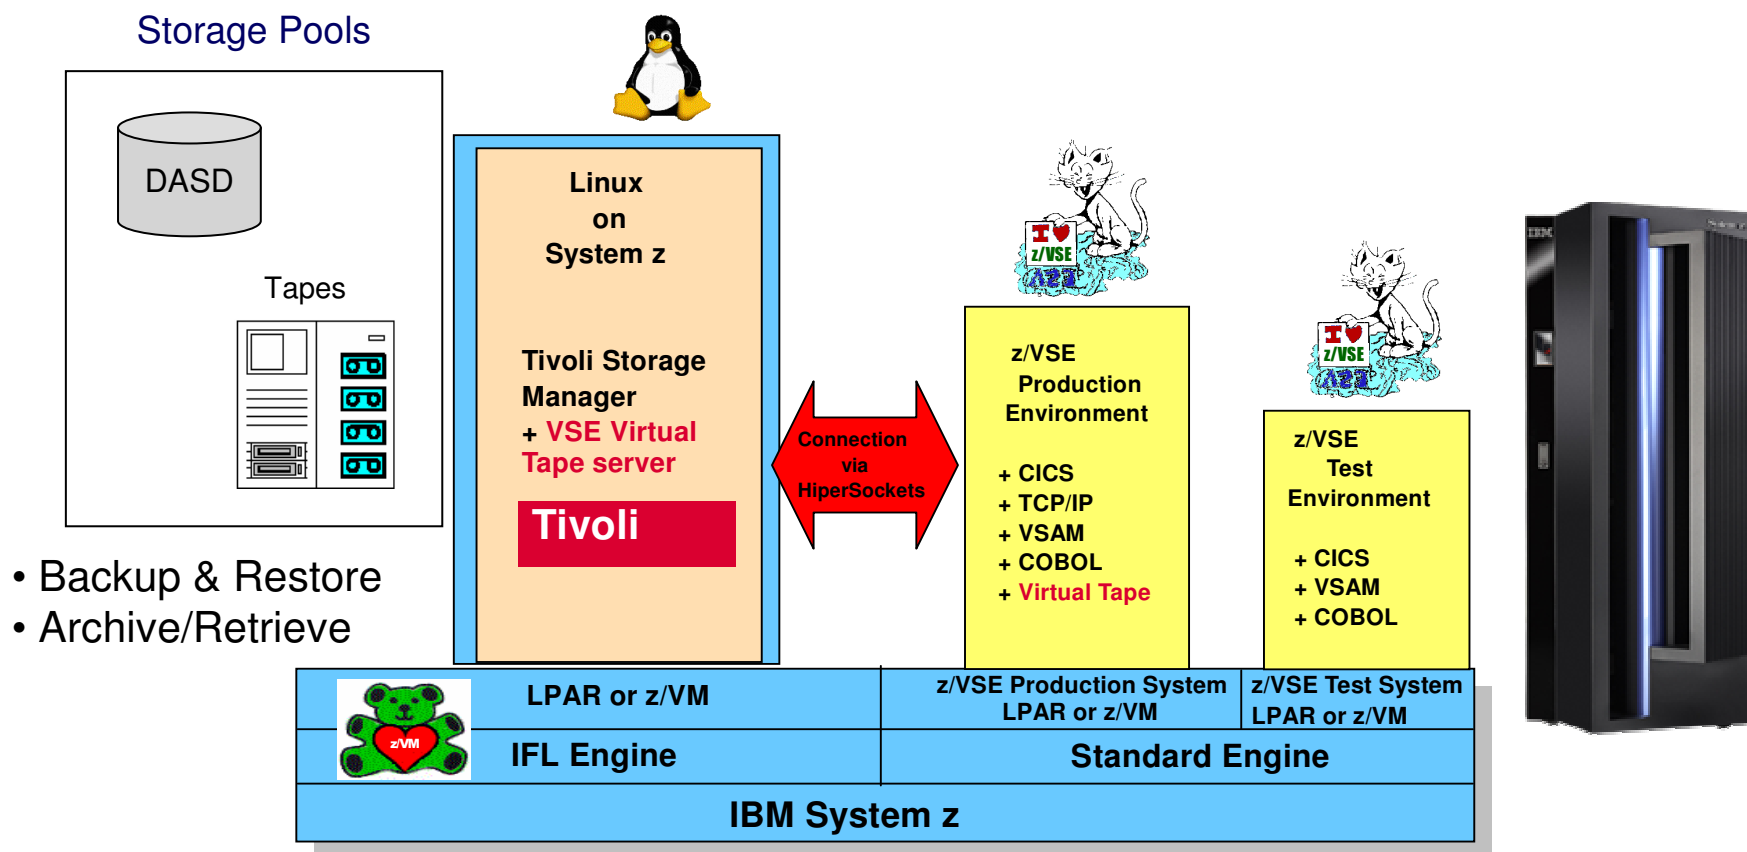 Storage Pools
DASD
Tapes
• Backup & Restore
• Archive/Retrieve
Linux
on
System z
Tivoli Storage
Manager
+ VSE Virtual
Tape server
Tivoli
Connection
via
HiperSockets
I ♥
z/VSE
z/VSE
Production
Environment
+ CICS
+ TCP/IP
+ VSAM
+ COBOL
+ Virtual Tape
I ♥
z/VSE
z/VSE
Test
Environment
+ CICS
+ VSAM
+ COBOL
IBM
z/VM
LPAR or z/VM
z/VSE Production System
LPAR or z/VM
z/VSE Test System
LPAR or z/VM
IFL Engine
Standard Engine
IBM System z